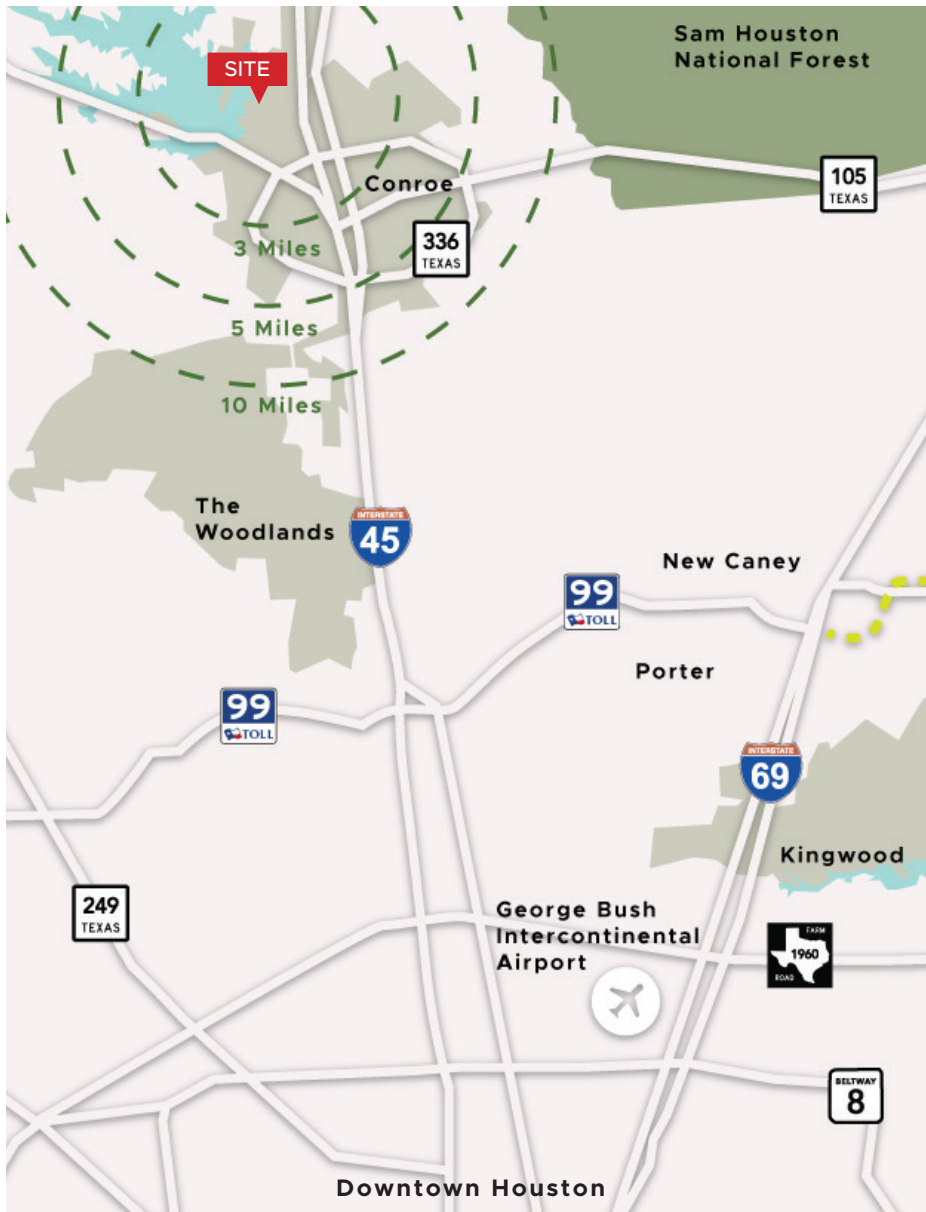 Sam Houston
National Forest
SITE
105
TEXAS
Conroe
336
TEXAS
3 Miles
5 Miles
10 Miles
The
Woodlands
INTERSTATE
45
New Caney
99
TOLL
Porter
99
TOLL
INTERSTATE
69
Kingwood
249
TEXAS
George Bush
Intercontinental
Airport
FARM
1960
ROAD
BELTWAY
8
Downtown Houston